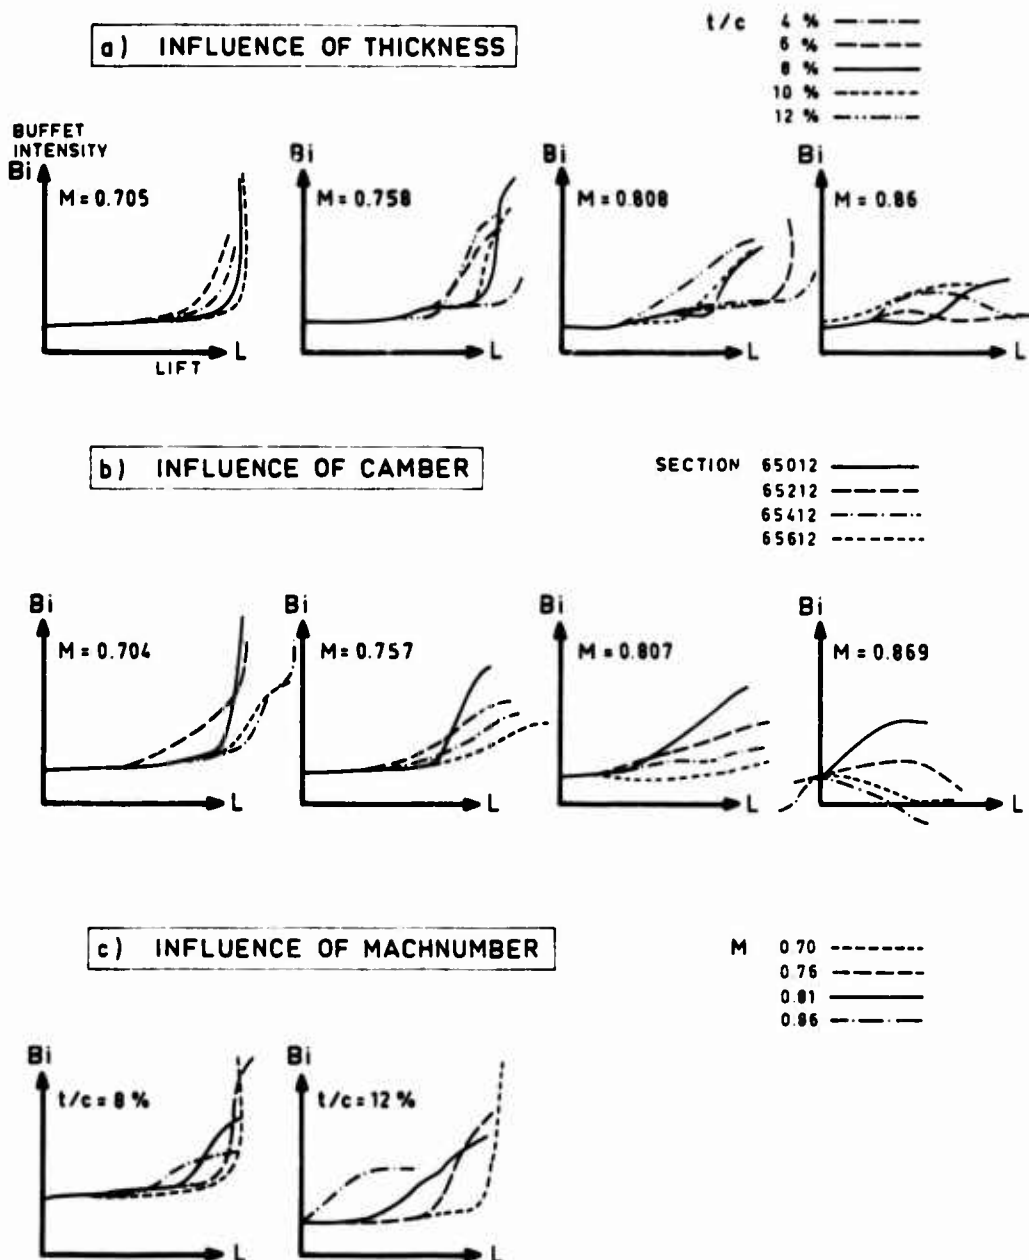 a) INFLUENCE OF THICKNESS
t/c 4 %
6 %
8 %
10 %
12 %
BUFFET
INTENSITY
Bi
M = 0.705
L
LIFT
Bi
M = 0.758
L
Bi
M = 0.808
L
Bi
M = 0.86
L
b) INFLUENCE OF CAMBER
SECTION 65012
65212
65412
65612
Bi
M = 0.704
L
Bi
M = 0.757
L
Bi
M = 0.807
L
Bi
M = 0.869
L
c) INFLUENCE OF MACHNUMBER
M 0.70
0.76
0.81
0.86
Bi
t/c = 8 %
L
Bi
t/c = 12 %
L